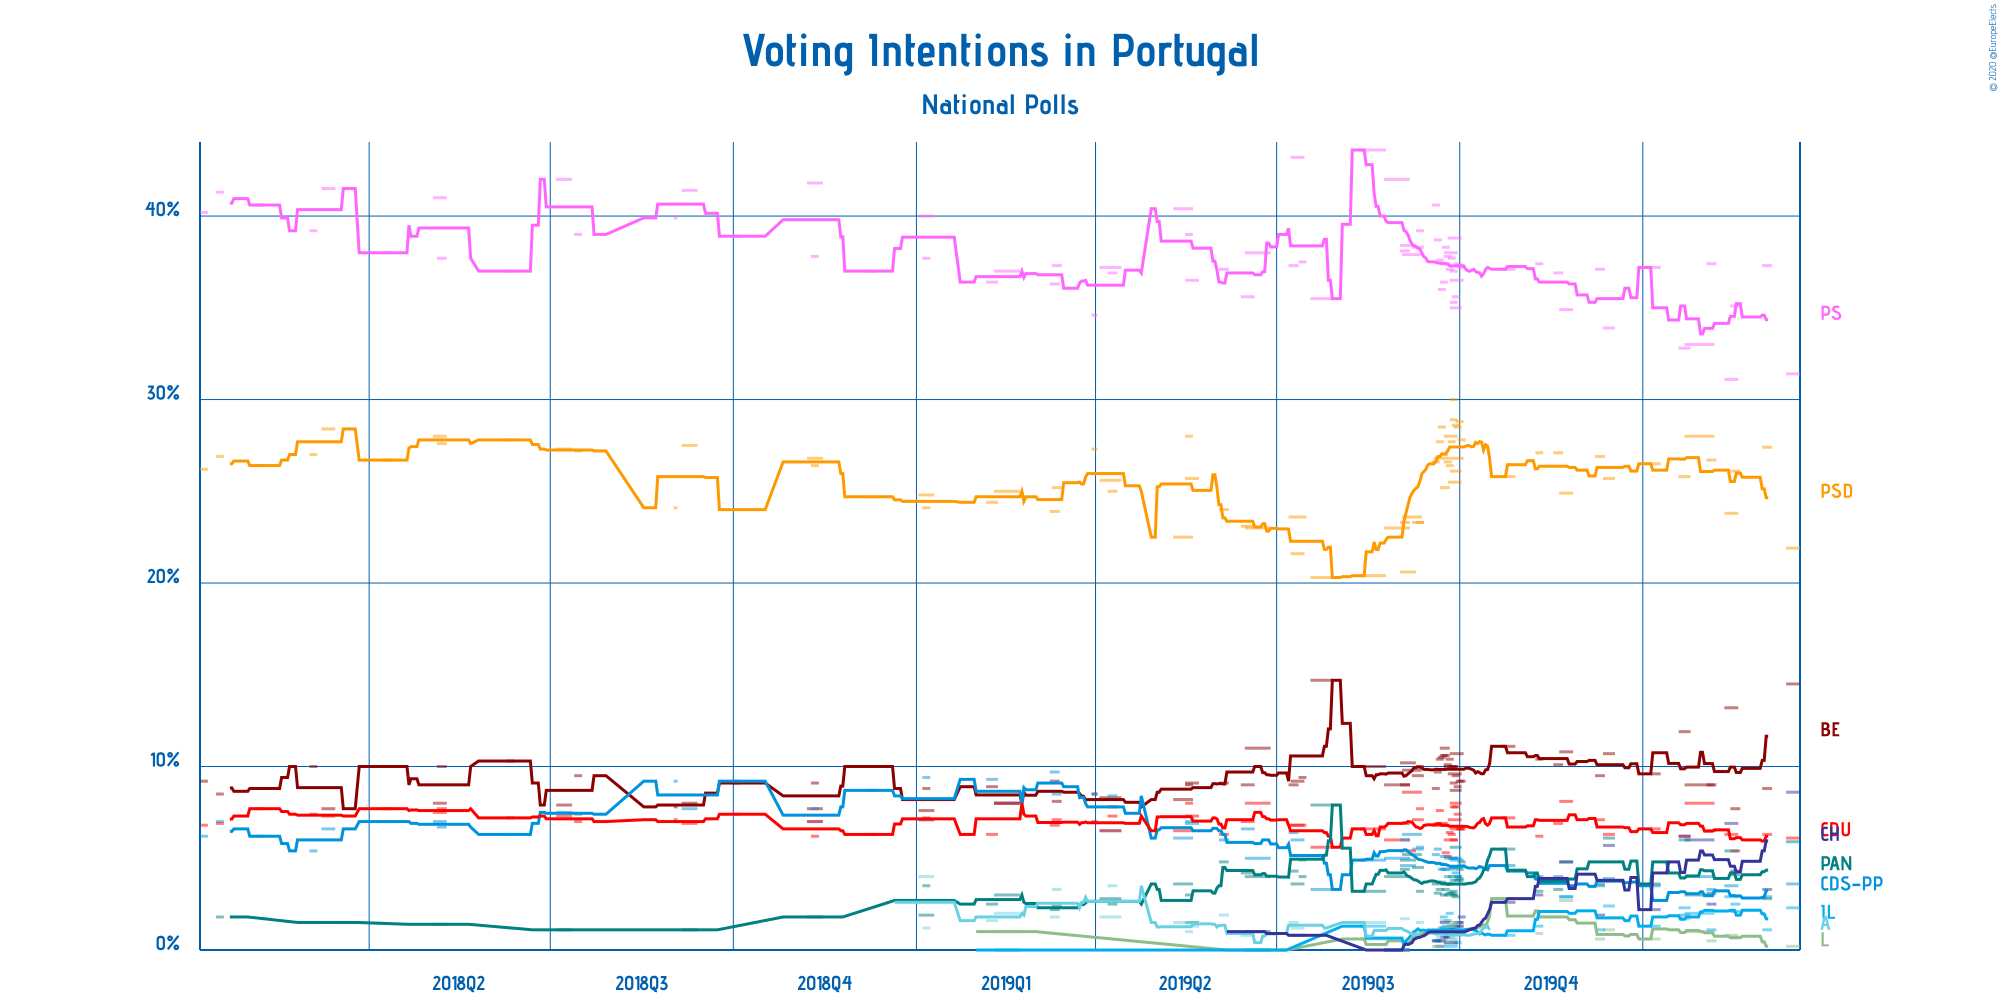 Voting Intentions in Portugal
National Polls
© 2020 @EuropeElects
40%
30%
20%
10%
0%
PS
PSD
BE
CDU
CH
PAN
CDS-PP
IL
A
L
2018Q2 2018Q3 2018Q4 2019Q1 2019Q2 2019Q3 2019Q4